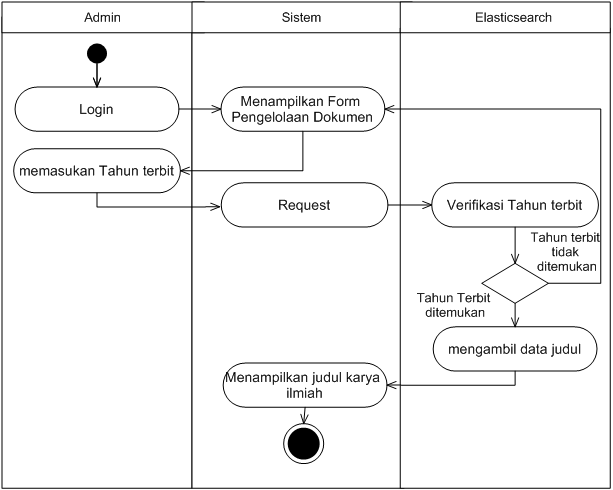 Admin
Sistem
Elasticsearch
Login
Menampilkan Form
Pengelolaan Dokumen
memasukan Tahun terbit
Request
Verifikasi Tahun terbit
Tahun terbit
tidak
ditemukan
Tahun Terbit
ditemukan
mengambil data judul
Menampilkan judul karya
ilmiah